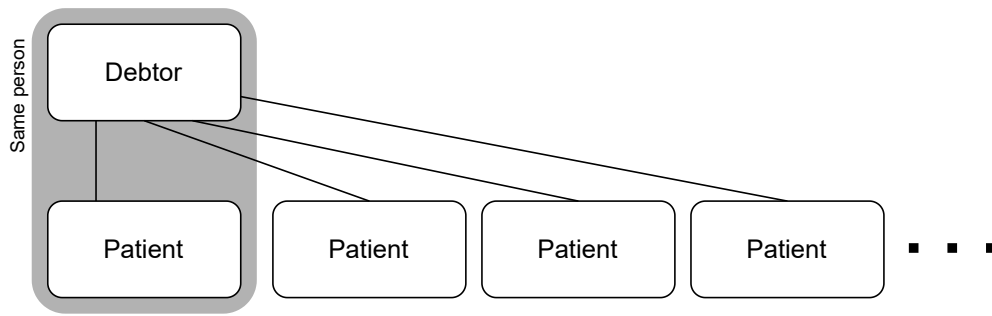 Same person
Debtor
Patient
Patient
Patient
Patient